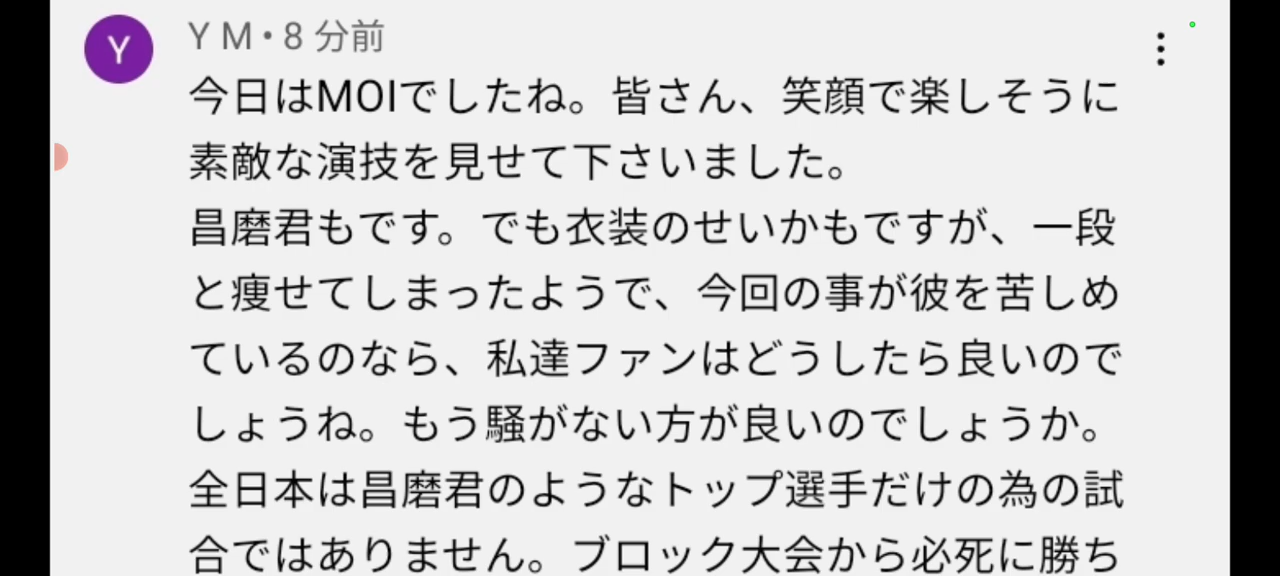 Y
Y M • 8 分前
今日はMOIでしたね。皆さん、笑顔で楽しそうに
素敵な演技を見せて下さいました。
昌磨君もです。でも衣装のせいかもですが、一段
と痩せてしまったようで、今回の事が彼を苦しめ
ているのなら、私達ファンはどうしたら良いので
しょうね。もう騒がない方が良いのでしょうか。
全日本は昌磨君のようなトップ選手だけの為の試
合ではありません。ブロック大会から必死に勝ち